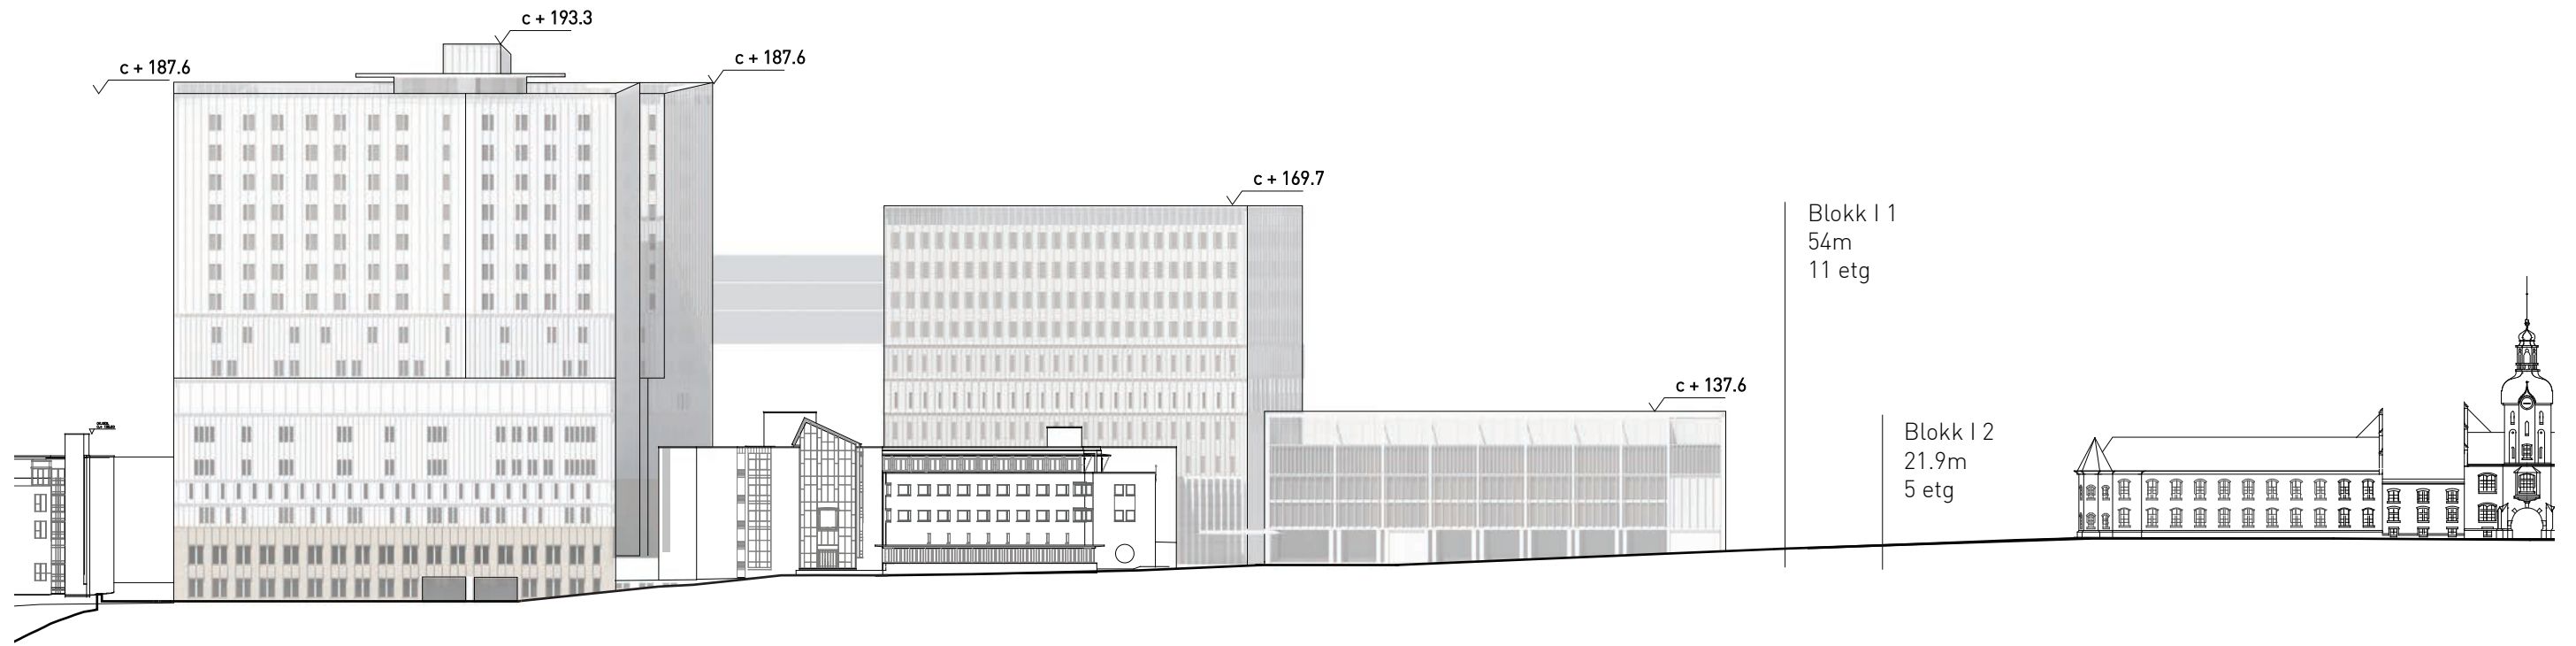 c + 193.3
c + 187.6
c + 187.6
c + 169.7
Blokk I 1
54m
11 etg
c + 137.6
Blokk I 2
21.9m
5 etg